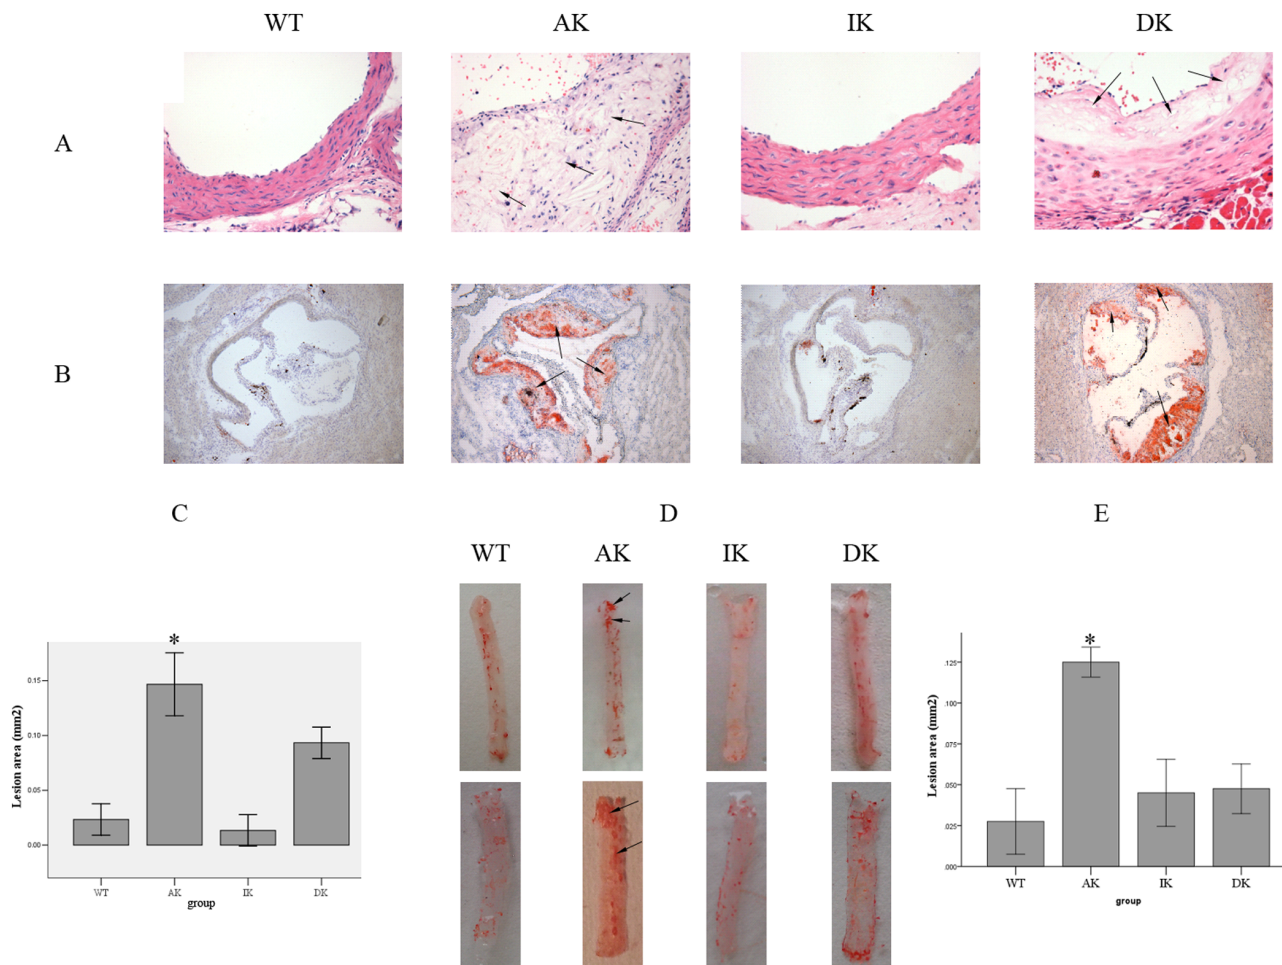 WT AK IK DK
A
B
C D E
WT AK IK DK
*
Lesion area (mm2)
0.15
0.10
0.05
0.00
WT AK IK DK
group
*
Lesion area (mm2)
.125
.100
.075
.050
.025
.000
WT AK IK DK
group